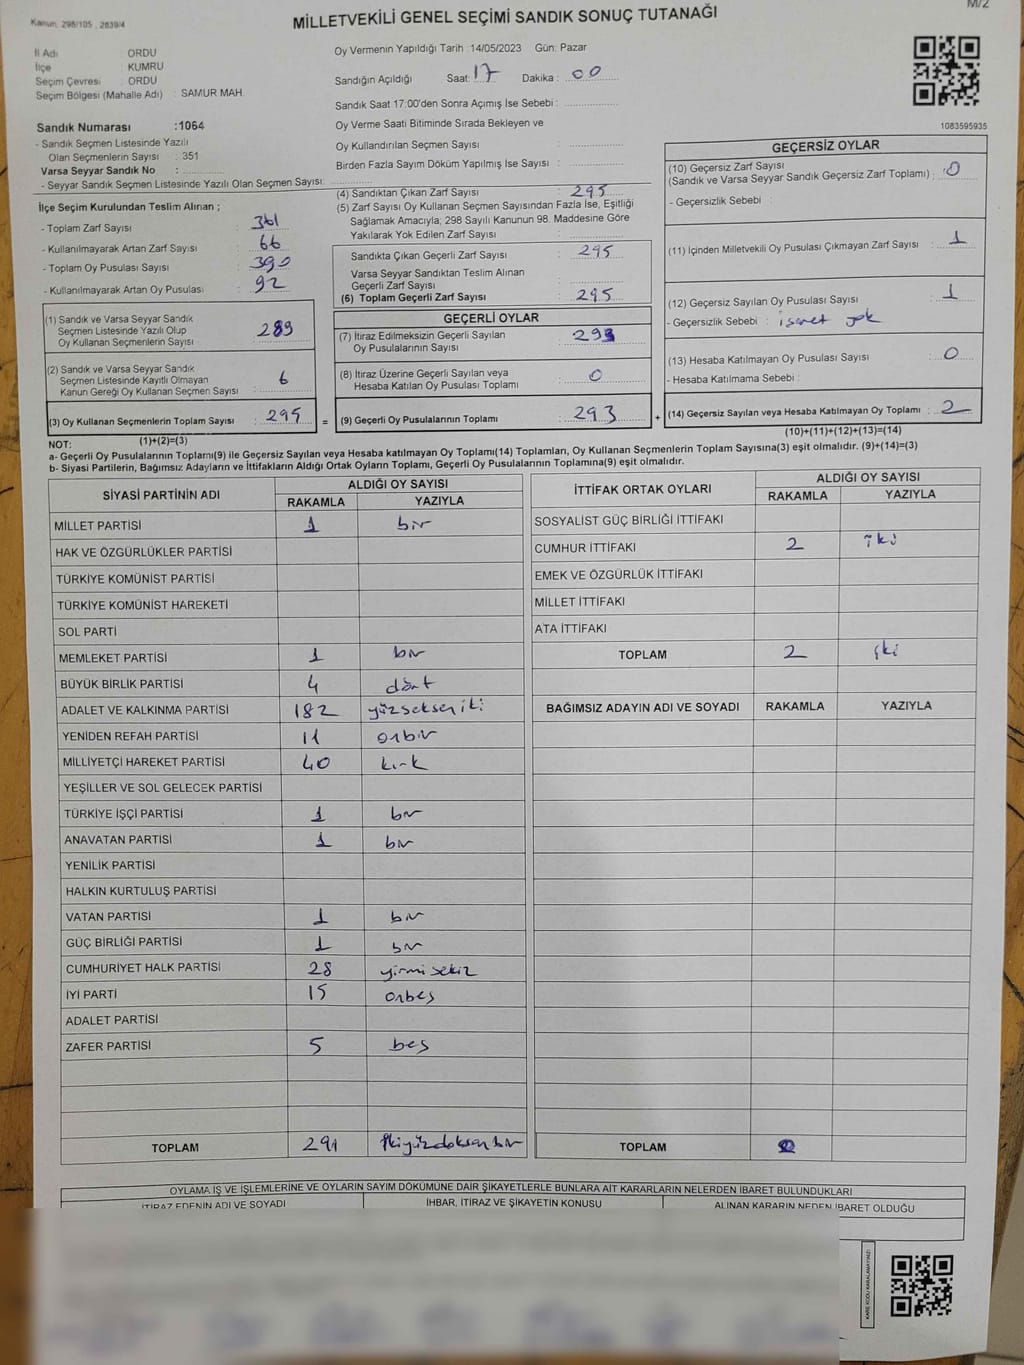 Kanun, 298/105, 2839/4
M/2
MİLLETVEKİLİ GENEL SEÇİMİ SANDIK SONUÇ TUTANAĞI
İl Adı : ORDU
İlçe : KUMRU
Seçim Çevresi : ORDU
Seçim Bölgesi (Mahalle Adı) : SAMUR MAH.
Sandık Numarası :1064
- Sandık Seçmen Listesinde Yazılı
Olan Seçmenlerin Sayısı : 351
Varsa Seyyar Sandık No :
- Seyyar Sandık Seçmen Listesinde Yazılı Olan Seçmen Sayısı:
Oy Vermenin Yapıldığı Tarih :14/05/2023 Gün: Pazar
Sandığın Açıldığı Saat: 17 Dakika : 00
Sandık Saat 17:00'den Sonra Açımış İse Sebebi :
Oy Verme Saati Bitiminde Sırada Bekleyen ve
Oy Kullandırılan Seçmen Sayısı :
Birden Fazla Sayım Döküm Yapılmış İse Sayısı :
1083595935
İlçe Seçim Kurulundan Teslim Alınan ;
- Toplam Zarf Sayısı : 361
- Kullanılmayarak Artan Zarf Sayısı : 66
- Toplam Oy Pusulası Sayısı : 390
- Kullanılmayarak Artan Oy Pusulası : 92
(4) Sandıktan Çıkan Zarf Sayısı : 295
(5) Zarf Sayısı Oy Kullanan Seçmen Sayısından Fazla İse, Eşitliği
Sağlamak Amacıyla, 298 Sayılı Kanunun 98. Maddesine Göre
Yakılarak Yok Edilen Zarf Sayısı :
Sandıkta Çıkan Geçerli Zarf Sayısı : 295
Varsa Seyyar Sandıktan Teslim Alınan
Geçerli Zarf Sayısı :
(6) Toplam Geçerli Zarf Sayısı : 295
GEÇERSİZ OYLAR
(10) Geçersiz Zarf Sayısı
(Sandık ve Varsa Seyyar Sandık Geçersiz Zarf Toplamı) : 0
- Geçersizlik Sebebi :
(11) İçinden Milletvekili Oy Pusulası Çıkmayan Zarf Sayısı : 1
(12) Geçersiz Sayılan Oy Pusulası Sayısı : 1
- Geçersizlik Sebebi : işaret yok
(13) Hesaba Katılmayan Oy Pusulası Sayısı : 0
- Hesaba Katılmama Sebebi :
(14) Geçersiz Sayılan veya Hesaba Katılmayan Oy Toplamı : 2
(10)+(11)+(12)+(13)=(14)
(1) Sandık ve Varsa Seyyar Sandık
Seçmen Listesinde Yazılı Olup
Oy Kullanan Seçmenlerin Sayısı : 289
(2) Sandık ve Varsa Seyyar Sandık
Seçmen Listesinde Kayıtlı Olmayan
Kanun Gereği Oy Kullanan Seçmen Sayısı : 6
(3) Oy Kullanan Seçmenlerin Toplam Sayısı : 295 =
(1)+(2)=(3)
GEÇERLİ OYLAR
(7) İtiraz Edilmeksizin Geçerli Sayılan
Oy Pusulalarının Sayısı : 293
(8) İtiraz Üzerine Geçerli Sayılan veya
Hesaba Katılan Oy Pusulası Toplamı : 0
(9) Geçerli Oy Pusulalarının Toplamı : 293 +
NOT:
a- Geçerli Oy Pusulalarının Toplamı(9) ile Geçersiz Sayılan veya Hesaba katılmayan Oy Toplamı(14) Toplamları, Oy Kullanan Seçmenlerin Toplam Sayısına(3) eşit olmalıdır. (9)+(14)=(3)
b- Siyasi Partilerin, Bağımsız Adayların ve İttifakların Aldığı Ortak Oyların Toplamı, Geçerli Oy Pusulalarının Toplamına(9) eşit olmalıdır.
SİYASİ PARTİNİN ADI ALDIĞI OY SAYISI
RAKAMLA YAZIYLA
MİLLET PARTİSİ 1 bir
HAK VE ÖZGÜRLÜKLER PARTİSİ
TÜRKİYE KOMÜNİST PARTİSİ
TÜRKİYE KOMÜNİST HAREKETİ
SOL PARTİ
MEMLEKET PARTİSİ 1 bir
BÜYÜK BİRLİK PARTİSİ 4 dört
ADALET VE KALKINMA PARTİSİ 182 yüzsekseniki
YENİDEN REFAH PARTİSİ 11 onbir
MİLLİYETÇİ HAREKET PARTİSİ 40 kırk
YEŞİLLER VE SOL GELECEK PARTİSİ
TÜRKİYE İŞÇİ PARTİSİ 1 bir
ANAVATAN PARTİSİ 1 bir
YENİLİK PARTİSİ
HALKIN KURTULUŞ PARTİSİ
VATAN PARTİSİ 1 bir
GÜÇ BİRLİĞİ PARTİSİ 1 bir
CUMHURİYET HALK PARTİSİ 28 yirmisekiz
İYİ PARTİ 15 onbeş
ADALET PARTİSİ
ZAFER PARTİSİ 5 beş
TOPLAM 291 ikiyüzdoksanbir
İTTİFAK ORTAK OYLARI ALDIĞI OY SAYISI
RAKAMLA YAZIYLA
SOSYALİST GÜÇ BİRLİĞİ İTTİFAKI
CUMHUR İTTİFAKI 2 iki
EMEK VE ÖZGÜRLÜK İTTİFAKI
MİLLET İTTİFAKI
ATA İTTİFAKI
TOPLAM 2 iki
BAĞIMSIZ ADAYIN ADI VE SOYADI RAKAMLA YAZIYLA
TOPLAM
OYLAMA İŞ VE İŞLEMLERİNE VE OYLARIN SAYIM DÖKÜMÜNE DAİR ŞİKAYETLERLE BUNLARA AİT KARARLARIN NELERDEN İBARET BULUNDUKLARI
İTİRAZ EDENİN ADI VE SOYADI İHBAR, İTİRAZ VE ŞİKAYETİN KONUSU ALINAN KARARIN NEDEN İBARET OLDUĞU
KARE KODU KARALAMAYINIZ!